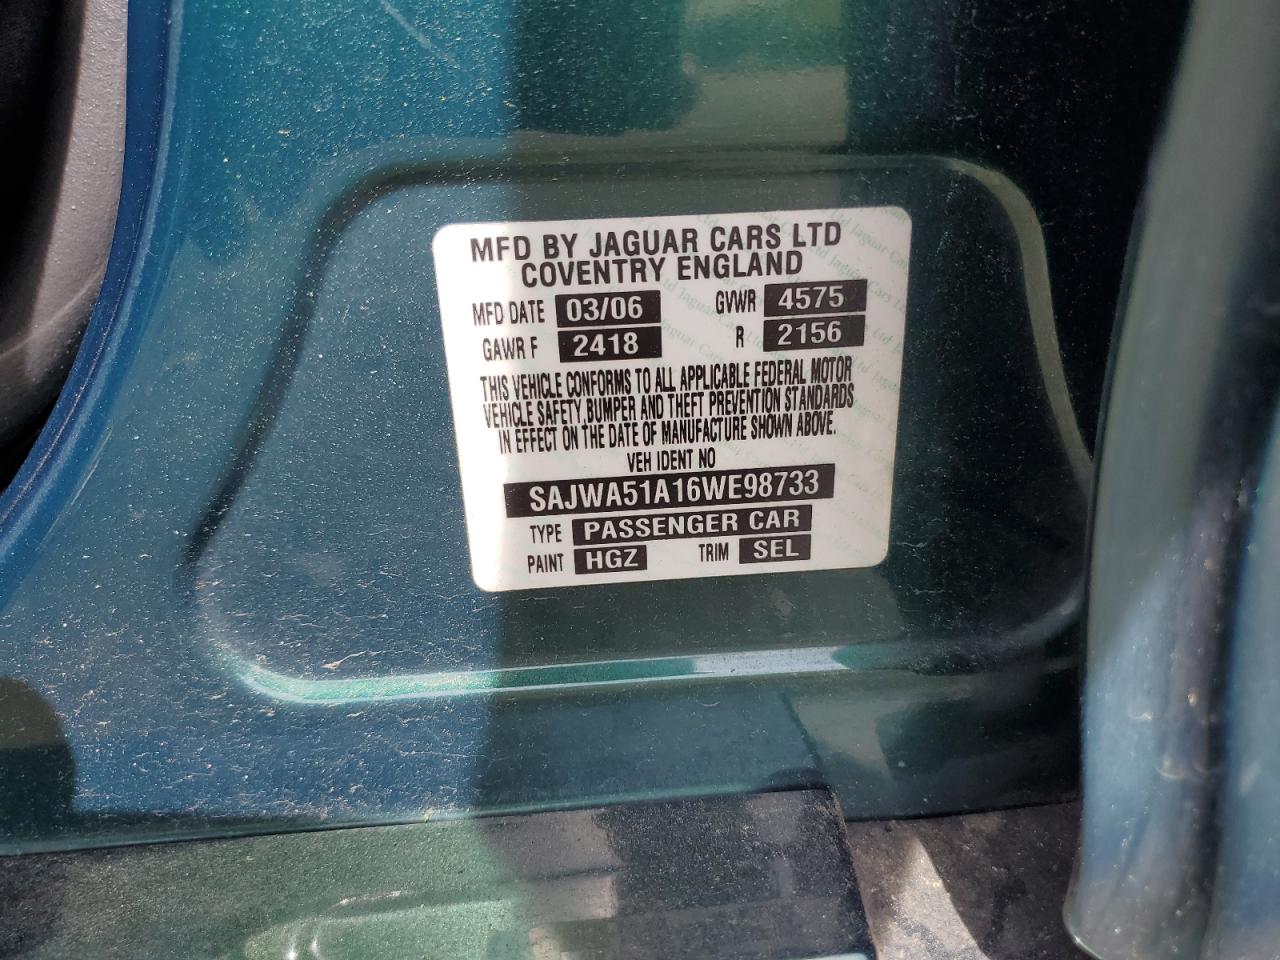 MFD BY JAGUAR CARS LTD
COVENTRY ENGLAND
MFD DATE 03/06 GVWR 4575
GAWR F 2418 R 2156
THIS VEHICLE CONFORMS TO ALL APPLICABLE FEDERAL MOTOR
VEHICLE SAFETY, BUMPER AND THEFT PREVENTION STANDARDS
IN EFFECT ON THE DATE OF MANUFACTURE SHOWN ABOVE.
VEH IDENT NO
SAJWA51A16WE98733
TYPE PASSENGER CAR
PAINT HGZ TRIM SEL